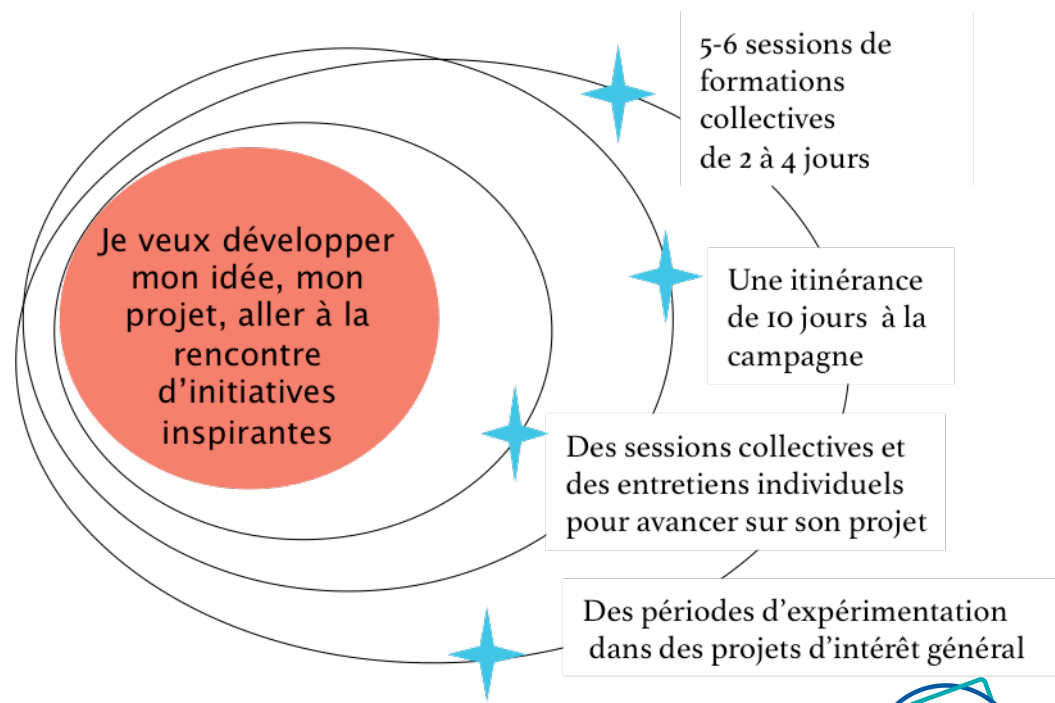 5-6 sessions de
formations
collectives
de 2 à 4 jours
Je veux développer
mon idée, mon
projet, aller à la
rencontre
d’initiatives
inspirantes
Une itinérance
de 10 jours à la
campagne
Des sessions collectives et
des entretiens individuels
pour avancer sur son projet
Des périodes d’expérimentation
dans des projets d’intérêt général